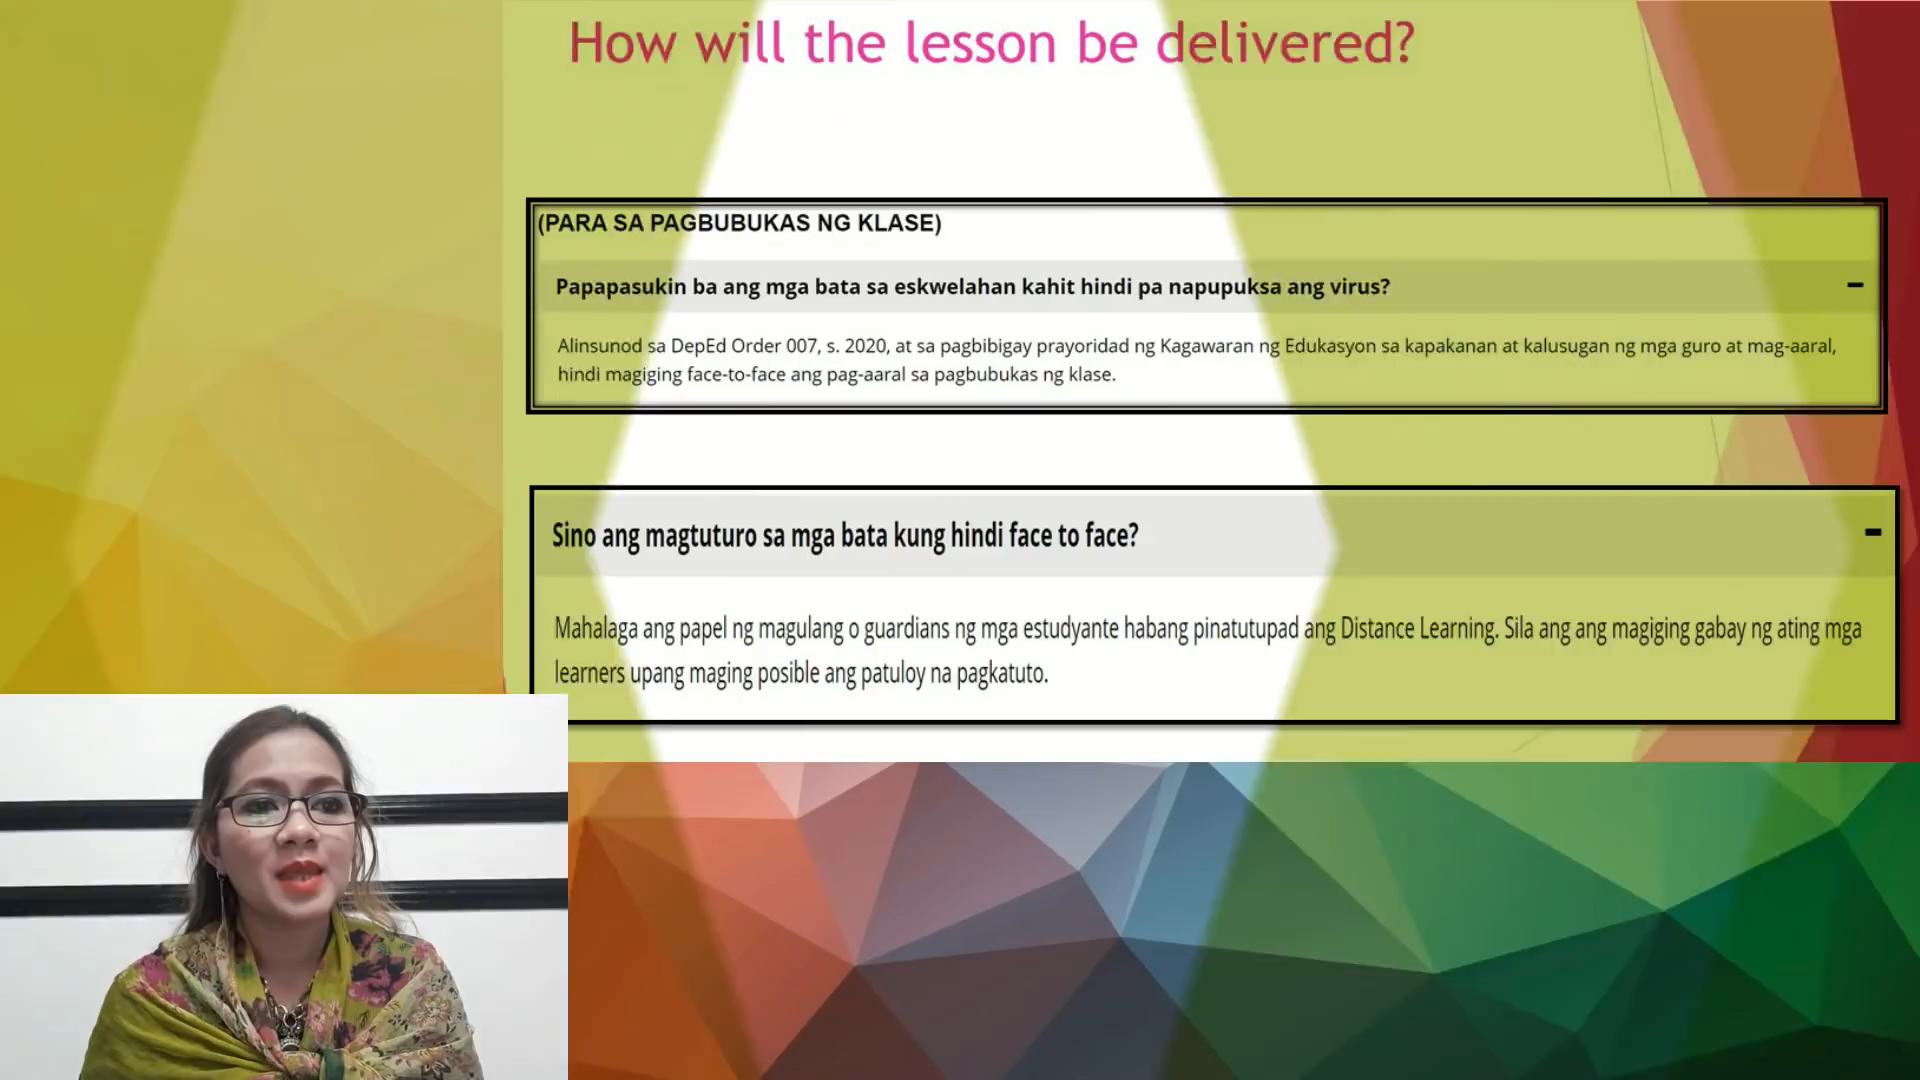 How will the lesson be delivered?
(PARA SA PAGBUBUKAS NG KLASE)
Papapasukin ba ang mga bata sa eskwelahan kahit hindi pa napupuksa ang virus?
Alinsunod sa DepEd Order 007, s. 2020, at sa pagbibigay prayoridad ng Kagawaran ng Edukasyon sa kapakanan at kalusugan ng mga guro at mag-aaral,
hindi magiging face-to-face ang pag-aaral sa pagbubukas ng klase.
Sino ang magtuturo sa mga bata kung hindi face to face?
Mahalaga ang papel ng magulang o guardians ng mga estudyante habang pinatutupad ang Distance Learning. Sila ang ang magiging gabay ng ating mga
learners upang maging posible ang patuloy na pagkatuto.